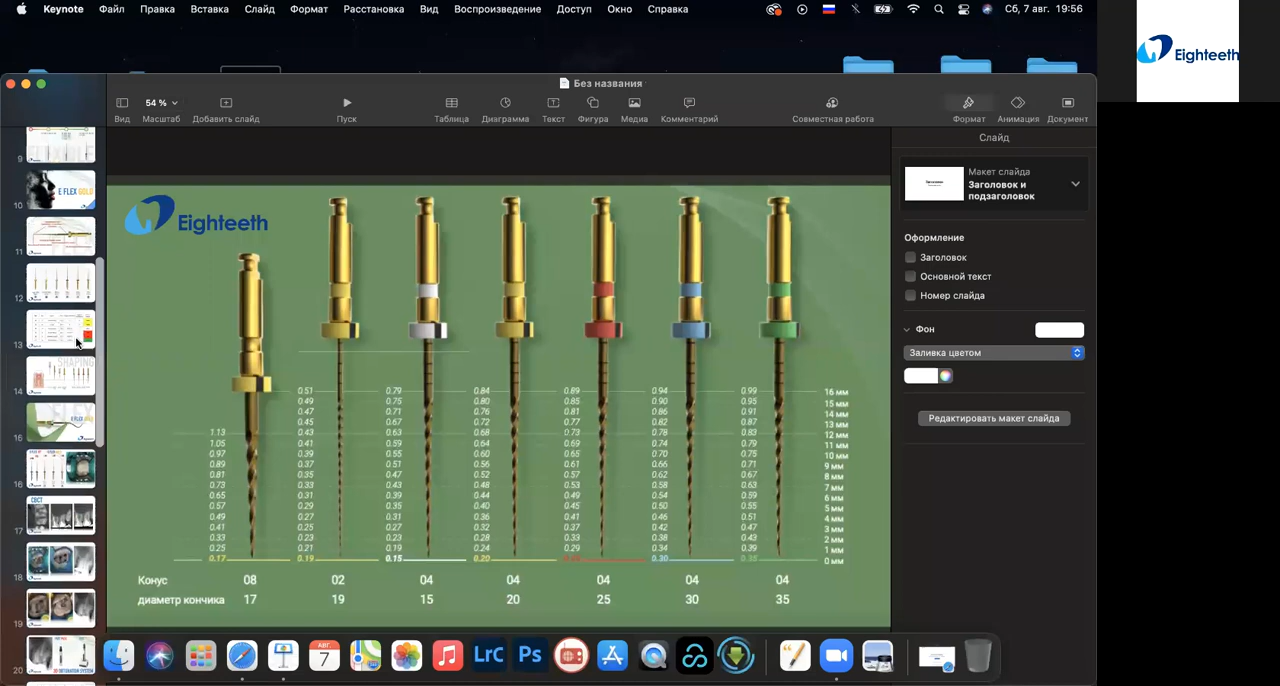 Keynote Файл Правка Вставка Слайд Формат Расстановка Вид Воспроизведение Доступ Окно Справка Сб, 7 авг. 19:56
Eighteeth
Без названия
54 %
Вид Масштаб Добавить слайд Пуск Таблица Диаграмма Текст Фигура Медиа Комментарий Совместная работа Формат Анимация Документ
Слайд
Макет слайда
Заголовок и
подзаголовок
Оформление
Заголовок
Основной текст
Номер слайда
Фон
Заливка цветом
Редактировать макет слайда
9
10
E FLEX GOLD
11
12
13
14
SHAPING
16
17
18
19
20
Eighteeth
0.51 0.79 0.84 0.89 0.94 0.99 16 мм
0.49 0.75 0.80 0.85 0.90 0.95 15 мм
0.47 0.71 0.76 0.81 0.86 0.91 14 мм
0.45 0.67 0.72 0.77 0.82 0.87 13 мм
1.13 0.43 0.63 0.68 0.73 0.78 0.83 12 мм
1.05 0.41 0.59 0.64 0.69 0.74 0.79 11 мм
0.97 0.39 0.55 0.60 0.65 0.70 0.75 10 мм
0.89 0.37 0.51 0.56 0.61 0.66 0.71 9 мм
0.81 0.35 0.47 0.52 0.57 0.62 0.67 8 мм
0.73 0.33 0.43 0.48 0.53 0.58 0.63 7 мм
0.65 0.31 0.39 0.44 0.49 0.54 0.59 6 мм
0.57 0.29 0.35 0.40 0.45 0.50 0.55 5 мм
0.49 0.27 0.31 0.36 0.41 0.46 0.51 4 мм
0.41 0.25 0.27 0.32 0.37 0.42 0.47 3 мм
0.33 0.23 0.23 0.28 0.33 0.38 0.43 2 мм
0.25 0.21 0.19 0.24 0.29 0.34 0.39 1 мм
0.17 0.19 0.15 0.20 0.30 0.35 0 мм
Конус 08 02 04 04 04 04 04
диаметр кончика 17 19 15 20 25 30 35
7
LrC
Ps